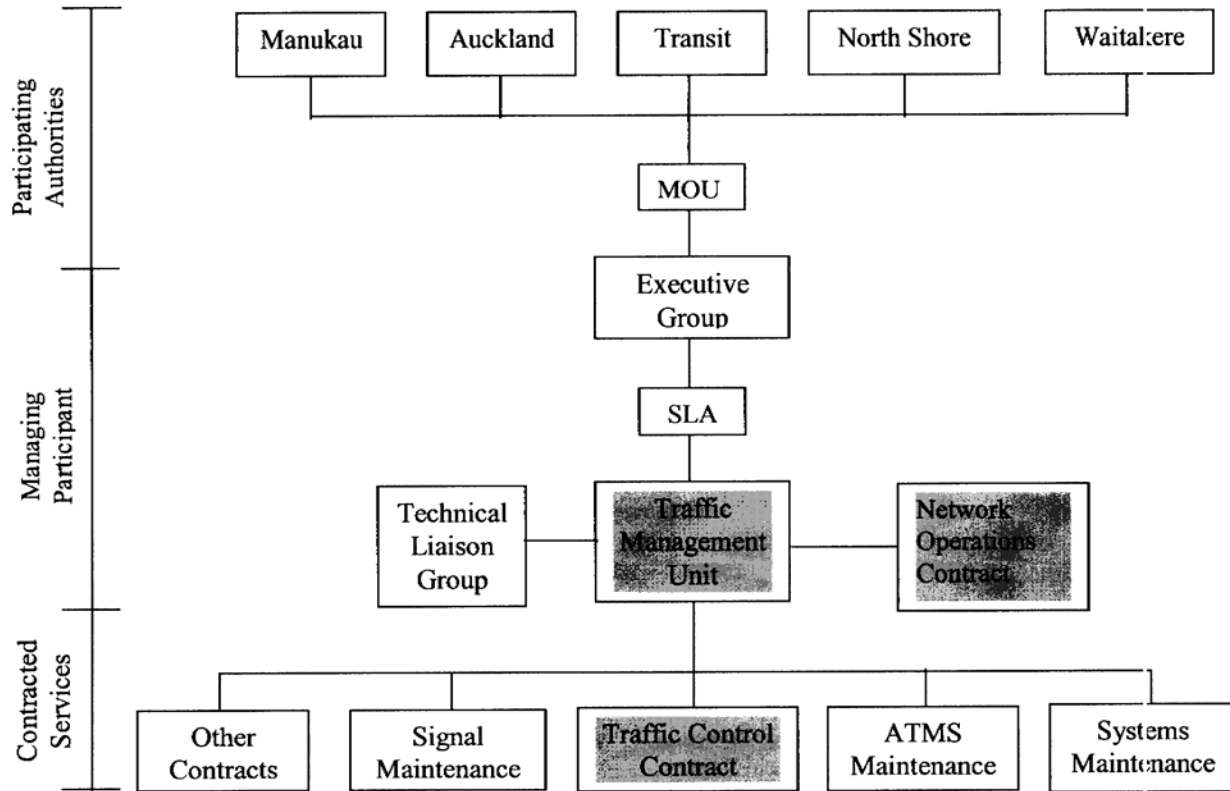 Manukau
Auckland
Transit
North Shore
Waitakere
Participating
Authorities
MOU
Executive
Group
Managing
Participant
SLA
Technical
Liaison
Group
Traffic
Management
Unit
Network
Operations
Contract
Contracted
Services
Other
Contracts
Signal
Maintenance
Traffic Control
Contract
ATMS
Maintenance
Systems
Maintenance